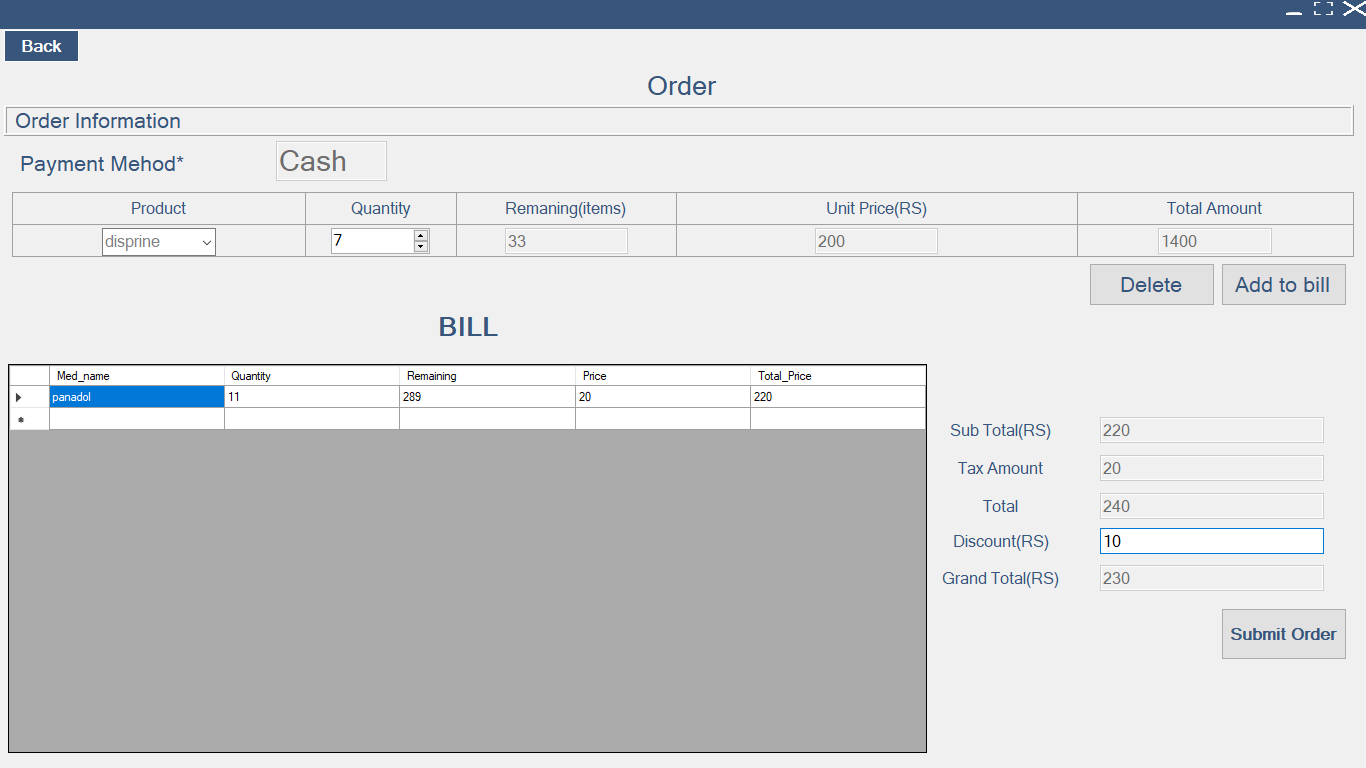 Back
Order
Order Information
Payment Mehod* Cash
Product Quantity Remaning(items) Unit Price(RS) Total Amount
disprine 7 33 200 1400
Delete Add to bill
BILL
Med_name Quantity Remaining Price Total_Price
panadol 11 289 20 220
Sub Total(RS) 220
Tax Amount 20
Total 240
Discount(RS) 10
Grand Total(RS) 230
Submit Order